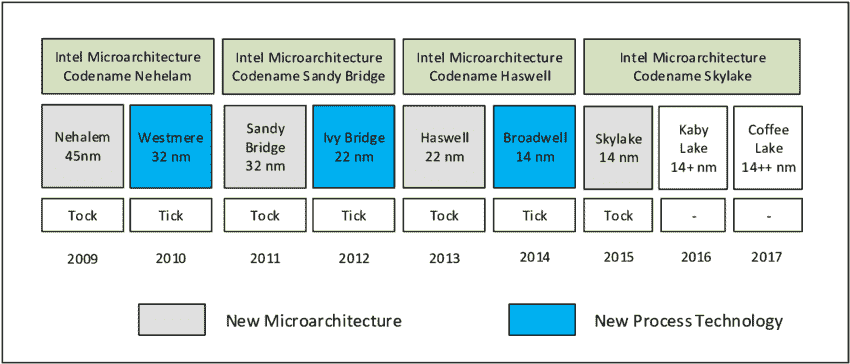 Intel Microarchitecture
Codename Nehelam
Intel Microarchitecture
Codename Sandy Bridge
Intel Microarchitecture
Codename Haswell
Intel Microarchitecture
Codename Skylake
Nehalem
45nm
Westmere
32 nm
Sandy
Bridge
32 nm
Ivy Bridge
22 nm
Haswell
22 nm
Broadwell
14 nm
Skylake
14 nm
Kaby
Lake
14+ nm
Coffee
Lake
14++ nm
Tock
Tick
Tock
Tick
Tock
Tick
Tock
-
-
2009
2010
2011
2012
2013
2014
2015
2016
2017
New Microarchitecture
New Process Technology